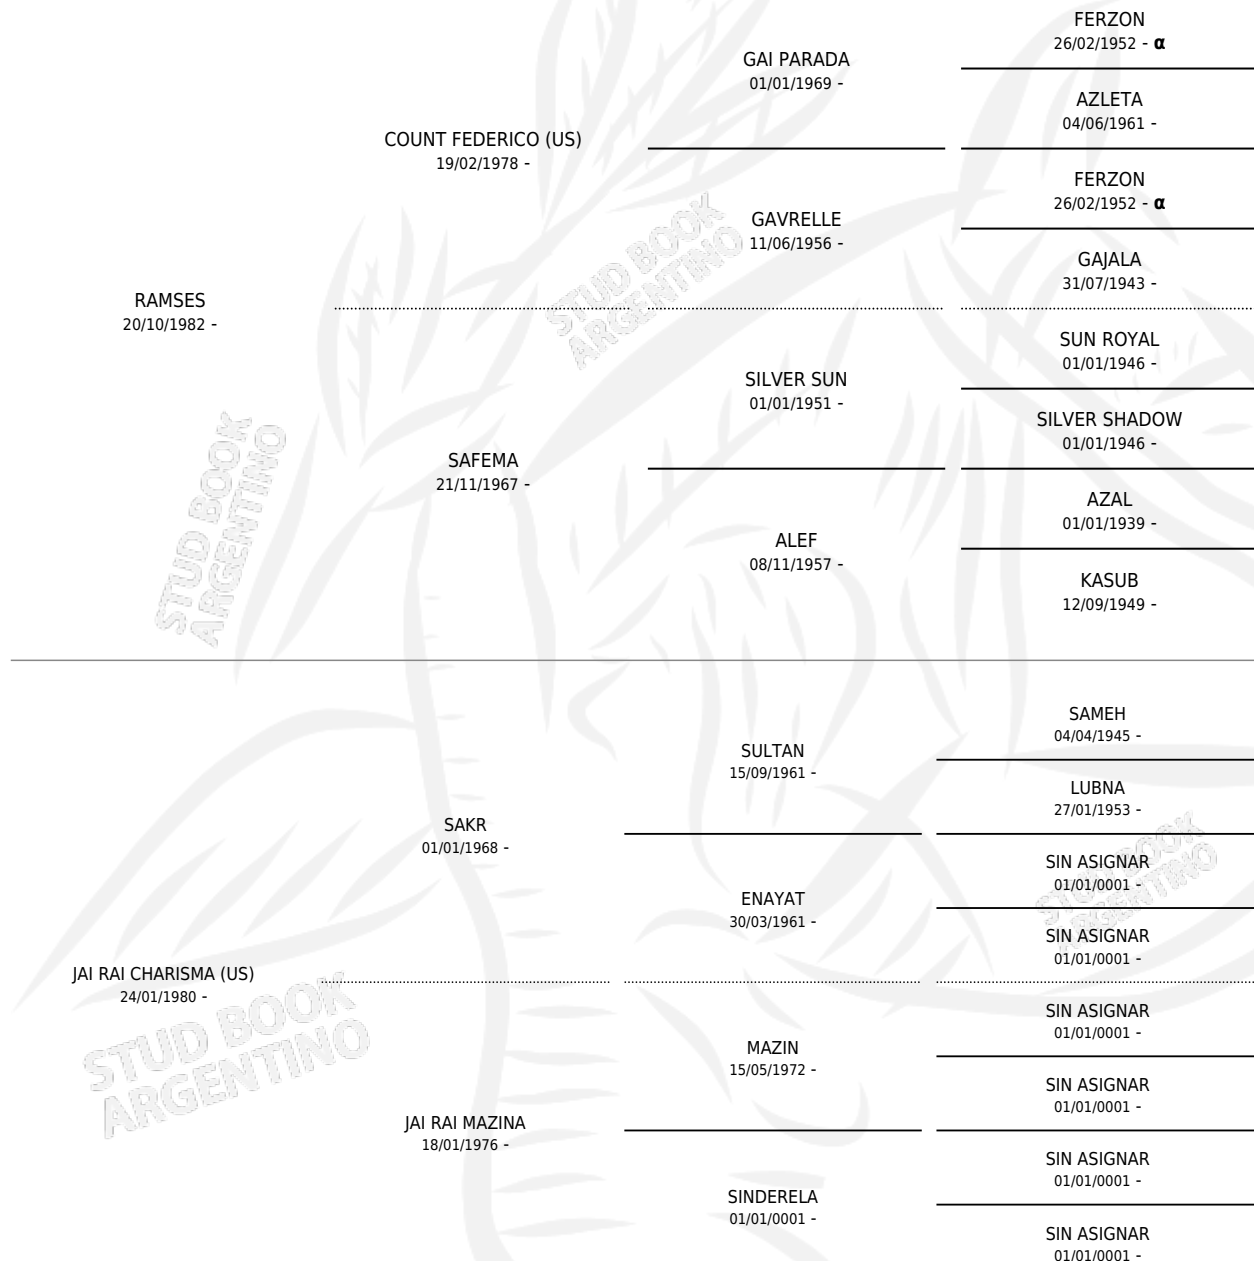 FERZON
26/02/1952 - α
GAI PARADA
01/01/1969 -
AZLETA
04/06/1961 -
COUNT FEDERICO (US)
19/02/1978 -
FERZON
26/02/1952 - α
GAVRELLE
11/06/1956 -
GAJALA
31/07/1943 -
RAMSES
20/10/1982 -
SUN ROYAL
01/01/1946 -
SILVER SUN
01/01/1951 -
SILVER SHADOW
01/01/1946 -
SAFEMA
21/11/1967 -
AZAL
01/01/1939 -
ALEF
08/11/1957 -
KASUB
12/09/1949 -
STUD BOOK
ARGENTINO
STUD BOOK
ARGENTINO
SAMEH
04/04/1945 -
SULTAN
15/09/1961 -
LUBNA
27/01/1953 -
SAKR
01/01/1968 -
SIN ASIGNAR
01/01/0001 -
ENAYAT
30/03/1961 -
SIN ASIGNAR
01/01/0001 -
JAI RAI CHARISMA (US)
24/01/1980 -
SIN ASIGNAR
01/01/0001 -
MAZIN
15/05/1972 -
SIN ASIGNAR
01/01/0001 -
JAI RAI MAZINA
18/01/1976 -
SIN ASIGNAR
01/01/0001 -
SINDERELA
01/01/0001 -
SIN ASIGNAR
01/01/0001 -
STUD BOOK
ARGENTINO
STUD BOOK
ARGENTINO